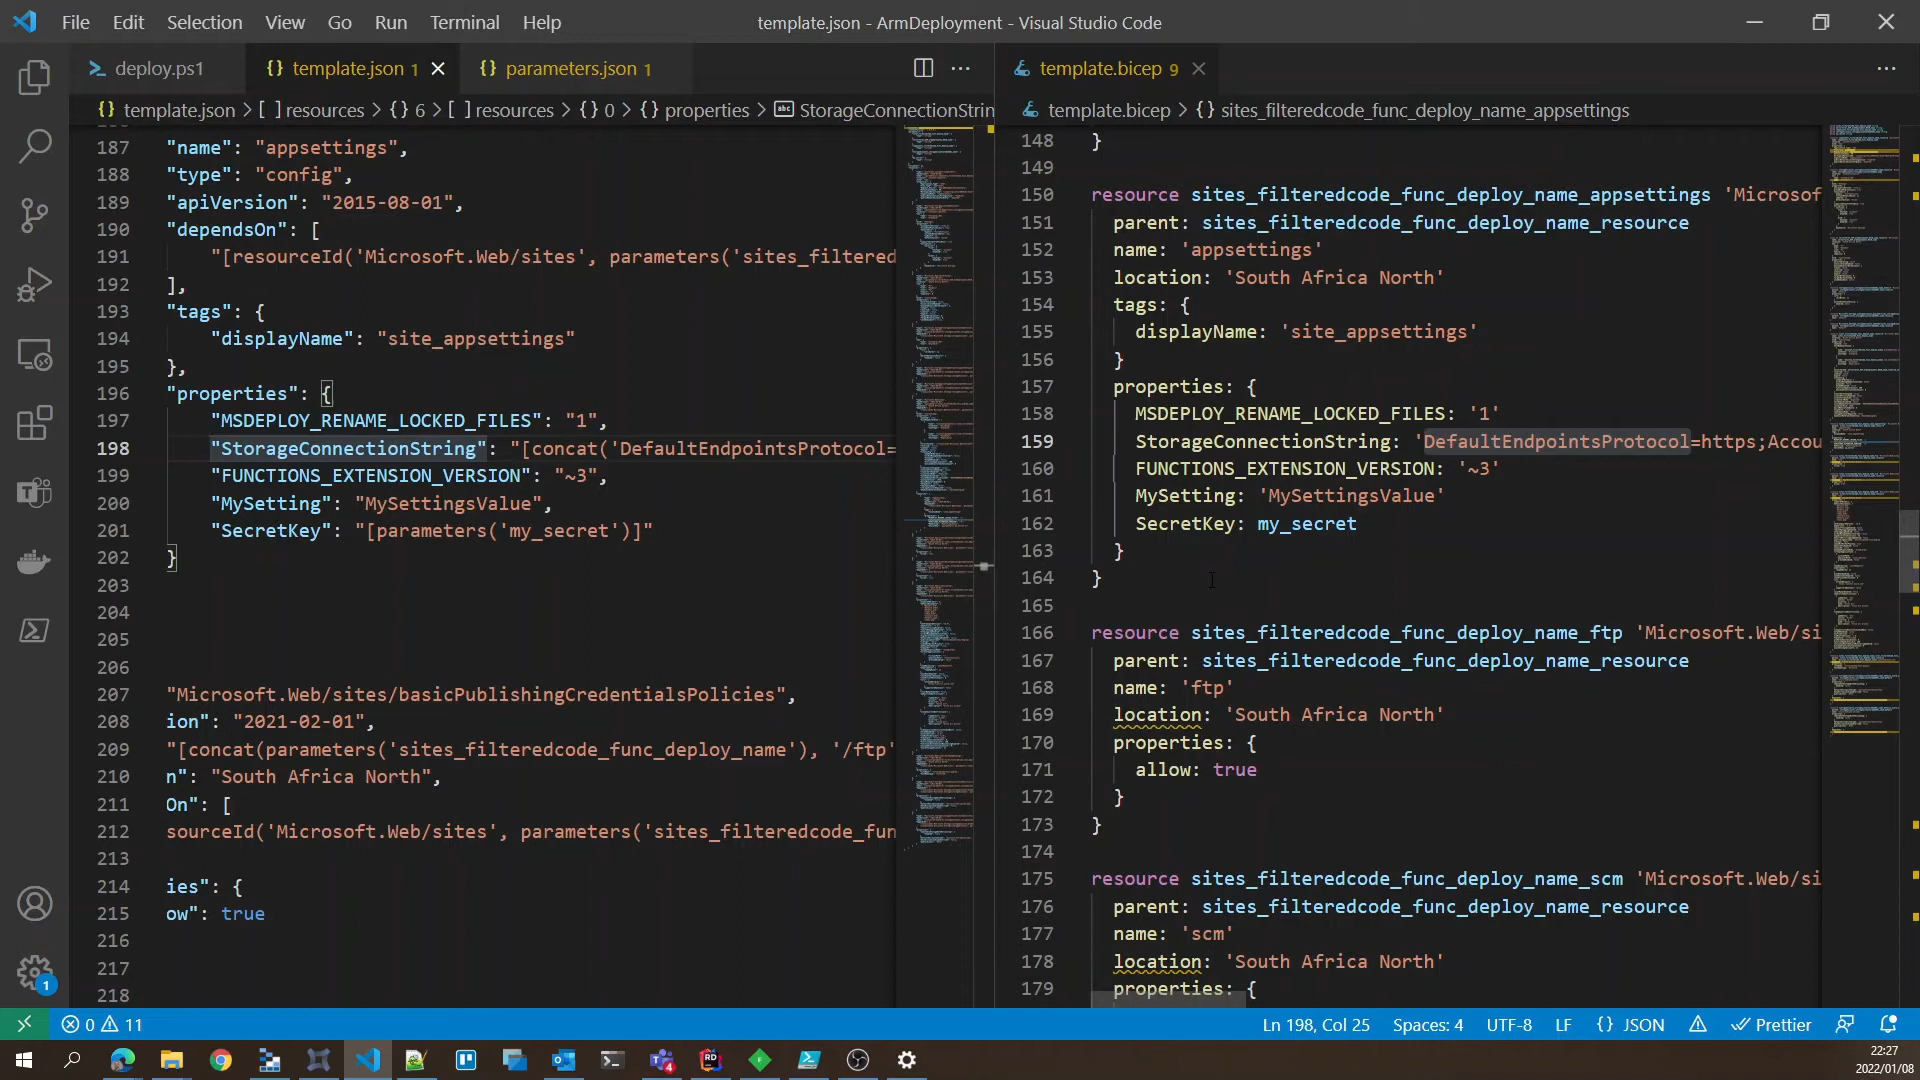 File Edit Selection View Go Run Terminal Help
template.json - ArmDeployment - Visual Studio Code
deploy.ps1
{} template.json 1
{} parameters.json 1
template.bicep 9
{} template.json > [ ] resources > {} 6 > [ ] resources > {} 0 > {} properties > abc StorageConnectionStrin
template.bicep > {} sites_filteredcode_func_deploy_name_appsettings
187 "name": "appsettings",
188 "type": "config",
189 "apiVersion": "2015-08-01",
190 "dependsOn": [
191 "[resourceId('Microsoft.Web/sites', parameters('sites_filtered
192 ],
193 "tags": {
194 "displayName": "site_appsettings"
195 },
196 "properties": {
197 "MSDEPLOY_RENAME_LOCKED_FILES": "1",
198 "StorageConnectionString": "[concat('DefaultEndpointsProtocol=
199 "FUNCTIONS_EXTENSION_VERSION": "~3",
200 "MySetting": "MySettingsValue",
201 "SecretKey": "[parameters('my_secret')]"
202 }
203
204
205
206
207 "Microsoft.Web/sites/basicPublishingCredentialsPolicies",
208 ion": "2021-02-01",
209 "[concat(parameters('sites_filteredcode_func_deploy_name'), '/ftp'
210 n": "South Africa North",
211 On": [
212 sourceId('Microsoft.Web/sites', parameters('sites_filteredcode_fun
213
214 ies": {
215 ow": true
216
217
218
148 }
149
150 resource sites_filteredcode_func_deploy_name_appsettings 'Microsof
151 parent: sites_filteredcode_func_deploy_name_resource
152 name: 'appsettings'
153 location: 'South Africa North'
154 tags: {
155 displayName: 'site_appsettings'
156 }
157 properties: {
158 MSDEPLOY_RENAME_LOCKED_FILES: '1'
159 StorageConnectionString: 'DefaultEndpointsProtocol=https;Accou
160 FUNCTIONS_EXTENSION_VERSION: '~3'
161 MySetting: 'MySettingsValue'
162 SecretKey: my_secret
163 }
164 }
165
166 resource sites_filteredcode_func_deploy_name_ftp 'Microsoft.Web/si
167 parent: sites_filteredcode_func_deploy_name_resource
168 name: 'ftp'
169 location: 'South Africa North'
170 properties: {
171 allow: true
172 }
173 }
174
175 resource sites_filteredcode_func_deploy_name_scm 'Microsoft.Web/si
176 parent: sites_filteredcode_func_deploy_name_resource
177 name: 'scm'
178 location: 'South Africa North'
179 properties: {
1
0 11
Ln 198, Col 25 Spaces: 4 UTF-8 LF {} JSON Prettier
4
22:27
2022/01/08